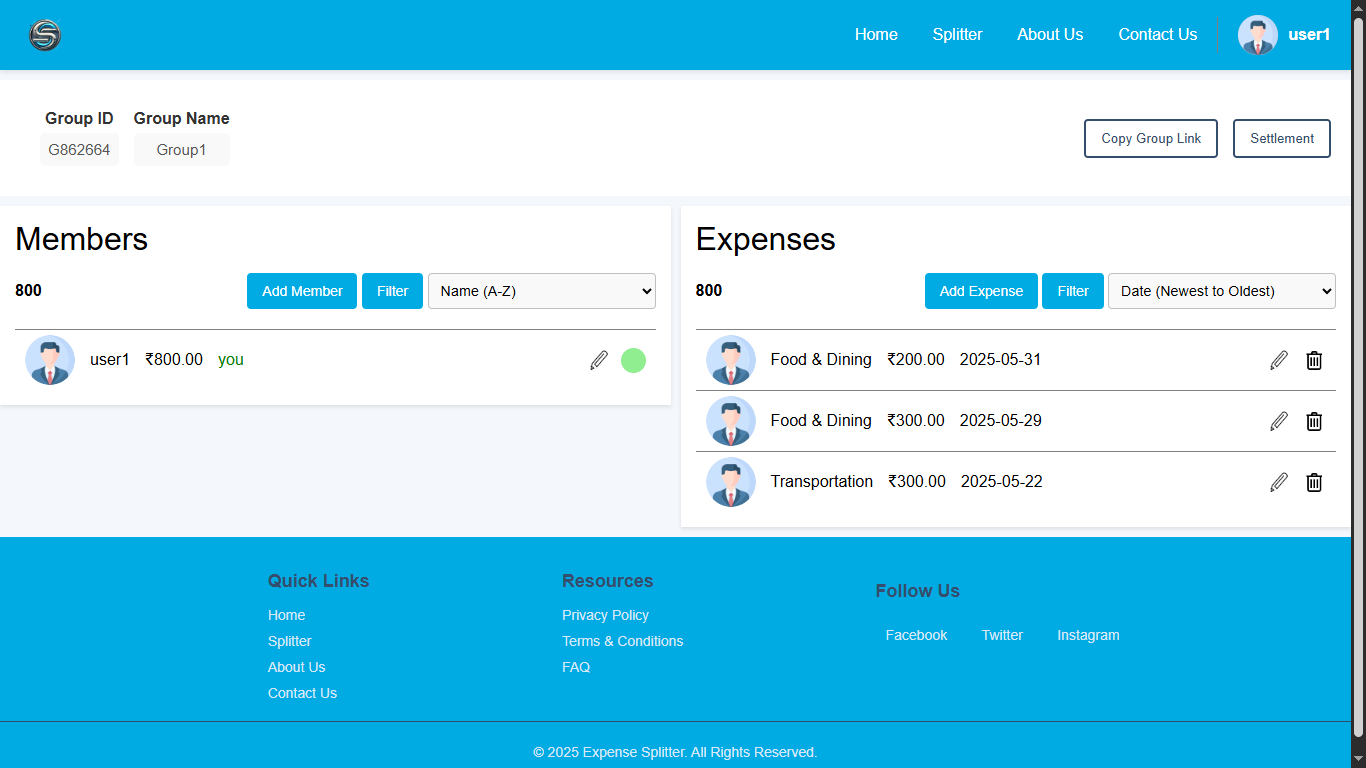 Home Splitter About Us Contact Us user1
Group ID Group Name
G862664 Group1
Copy Group Link Settlement
Members
800 Add Member Filter Name (A-Z)
user1 ₹800.00 you
Expenses
800 Add Expense Filter Date (Newest to Oldest)
Food & Dining ₹200.00 2025-05-31
Food & Dining ₹300.00 2025-05-29
Transportation ₹300.00 2025-05-22
Quick Links
Home
Splitter
About Us
Contact Us
Resources
Privacy Policy
Terms & Conditions
FAQ
Follow Us
Facebook Twitter Instagram
© 2025 Expense Splitter. All Rights Reserved.